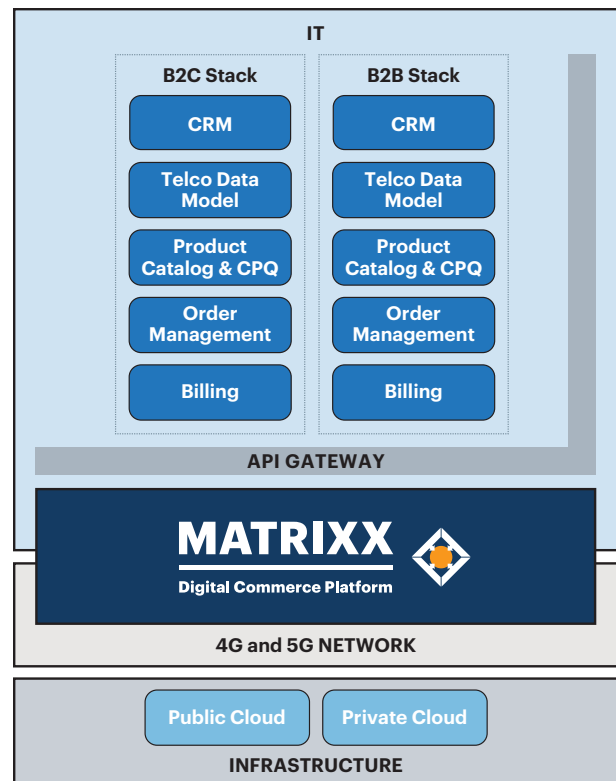 IT
B2C Stack
CRM
Telco Data
Model
Product
Catalog & CPQ
Order
Management
Billing
B2B Stack
CRM
Telco Data
Model
Product
Catalog & CPQ
Order
Management
Billing
API GATEWAY
MATRIXX
Digital Commerce Platform
4G and 5G NETWORK
Public Cloud
Private Cloud
INFRASTRUCTURE